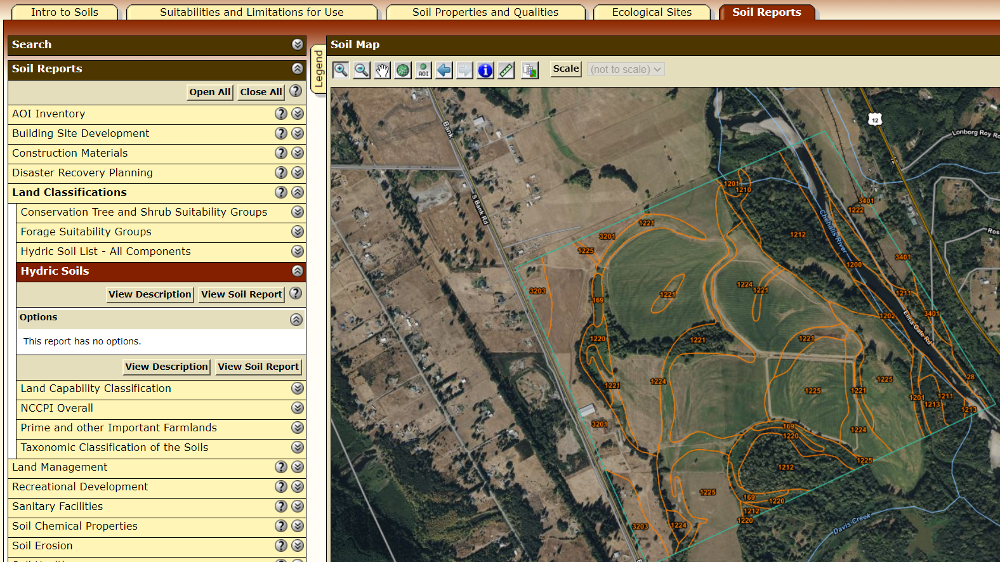 Intro to Soils
Suitabilities and Limitations for Use
Soil Properties and Qualities
Ecological Sites
Soil Reports
Search
Soil Reports
Open All
Close All
AOI Inventory
Building Site Development
Construction Materials
Disaster Recovery Planning
Land Classifications
Conservation Tree and Shrub Suitability Groups
Forage Suitability Groups
Hydric Soil List - All Components
Hydric Soils
View Description
View Soil Report
Options
This report has no options.
View Description
View Soil Report
Land Capability Classification
NCCPI Overall
Prime and other Important Farmlands
Taxonomic Classification of the Soils
Land Management
Recreational Development
Sanitary Facilities
Soil Chemical Properties
Soil Erosion
Legend
Soil Map
AOI
Scale
(not to scale)
12
Bank
Lonborg Roy
1201
1210
S Bank Rd
3401
1222
Chehalis River
1221
3201
1212
1225
3401
1200
1224
1221
3203
1221
1211
169
3401
1202
Elma-Gate Rd
1220
1221
1221
28
1225
1224
1221
1225
1221
1201
1211
1213
1213
3201
169
1224
1220
1225
1212
1225
169
1220
1212
1220
3203
1224
Davis Creek